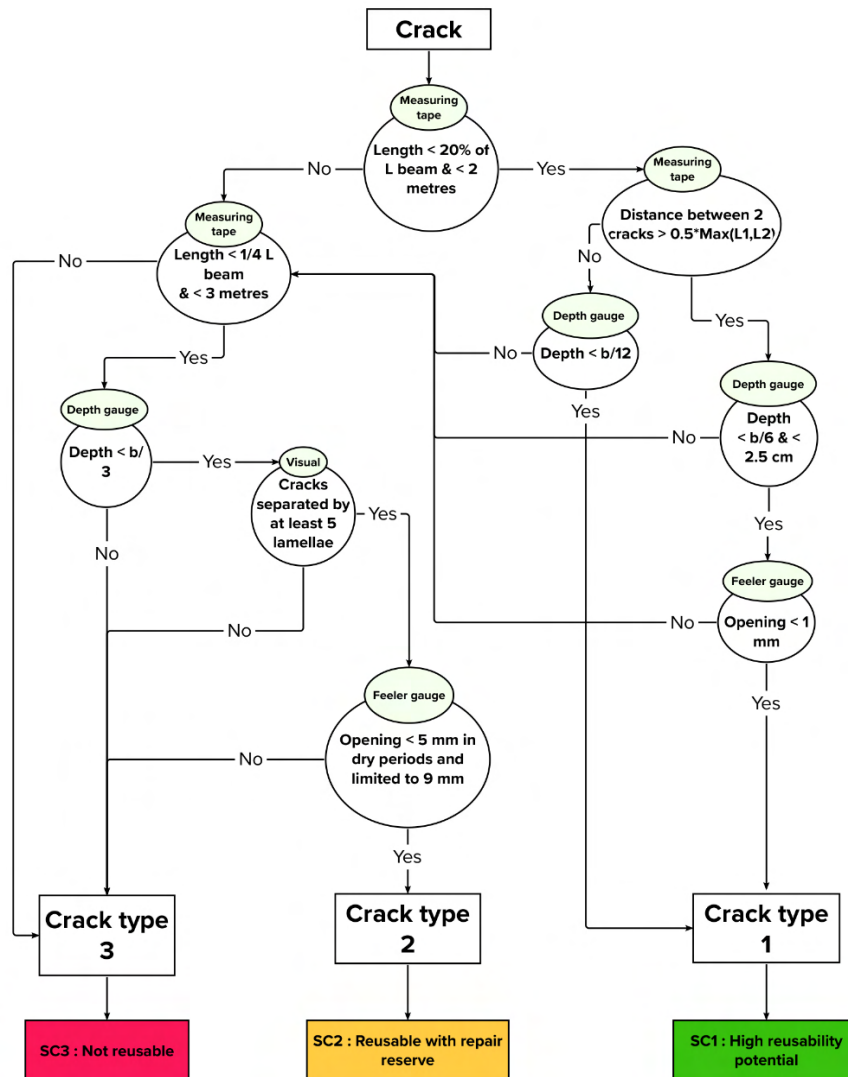 Crack
Measuring
tape
Length < 20% of
L beam & < 2
metres
No
Yes
Measuring
tape
Distance between 2
cracks > 0.5*Max(L1,L2)
Measuring
tape
Length < 1/4 L
beam
& < 3 metres
No
No
Yes
Depth gauge
Depth < b/12
No
Yes
Yes
Depth gauge
Depth
< b/6 & <
2.5 cm
No
Yes
Depth gauge
Depth < b/
3
Yes
No
Visual
Cracks
separated by
at least 5
lamellae
Yes
No
Feeler gauge
Opening < 1
mm
No
Yes
Feeler gauge
Opening < 5 mm in
dry periods and
limited to 9 mm
No
Yes
Crack type
3
Crack type
2
Crack type
1
SC3 : Not reusable
SC2 : Reusable with repair
reserve
SC1 : High reusability
potential